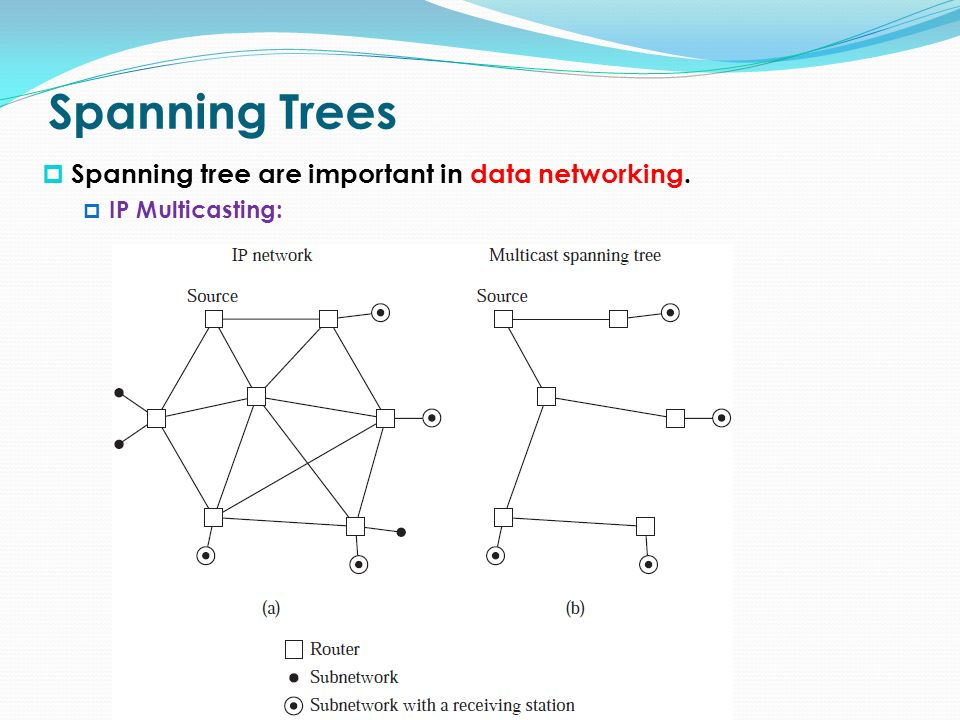 Spanning Trees
Spanning tree are important in data networking.
IP Multicasting:
IP network
Multicast spanning tree
Source
Source
(a)
(b)
Router
Subnetwork
Subnetwork with a receiving station